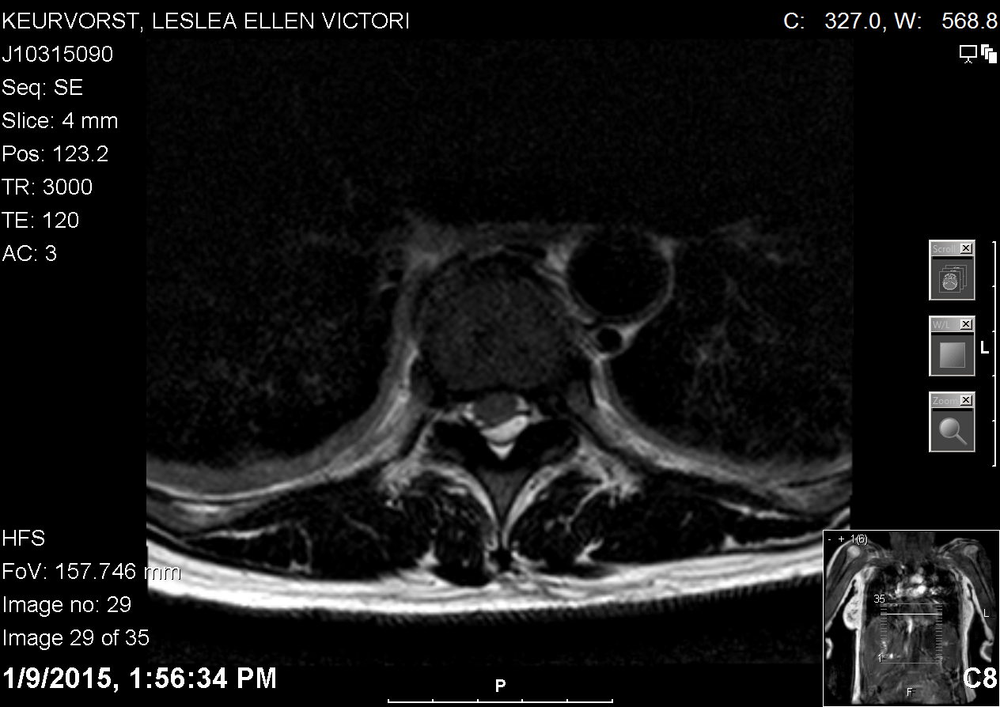 KEURVORST, LESLEA ELLEN VICTORI
C: 327.0, W: 568.8
J10315090
Seq: SE
Slice: 4 mm
Pos: 123.2
TR: 3000
TE: 120
AC: 3
Scroll
W/L
L
Zoom
HFS
FoV: 157.746 mm
Image no: 29
Image 29 of 35
1/9/2015, 1:56:34 PM
P
- + 1(6)
35
L
1
F
C8